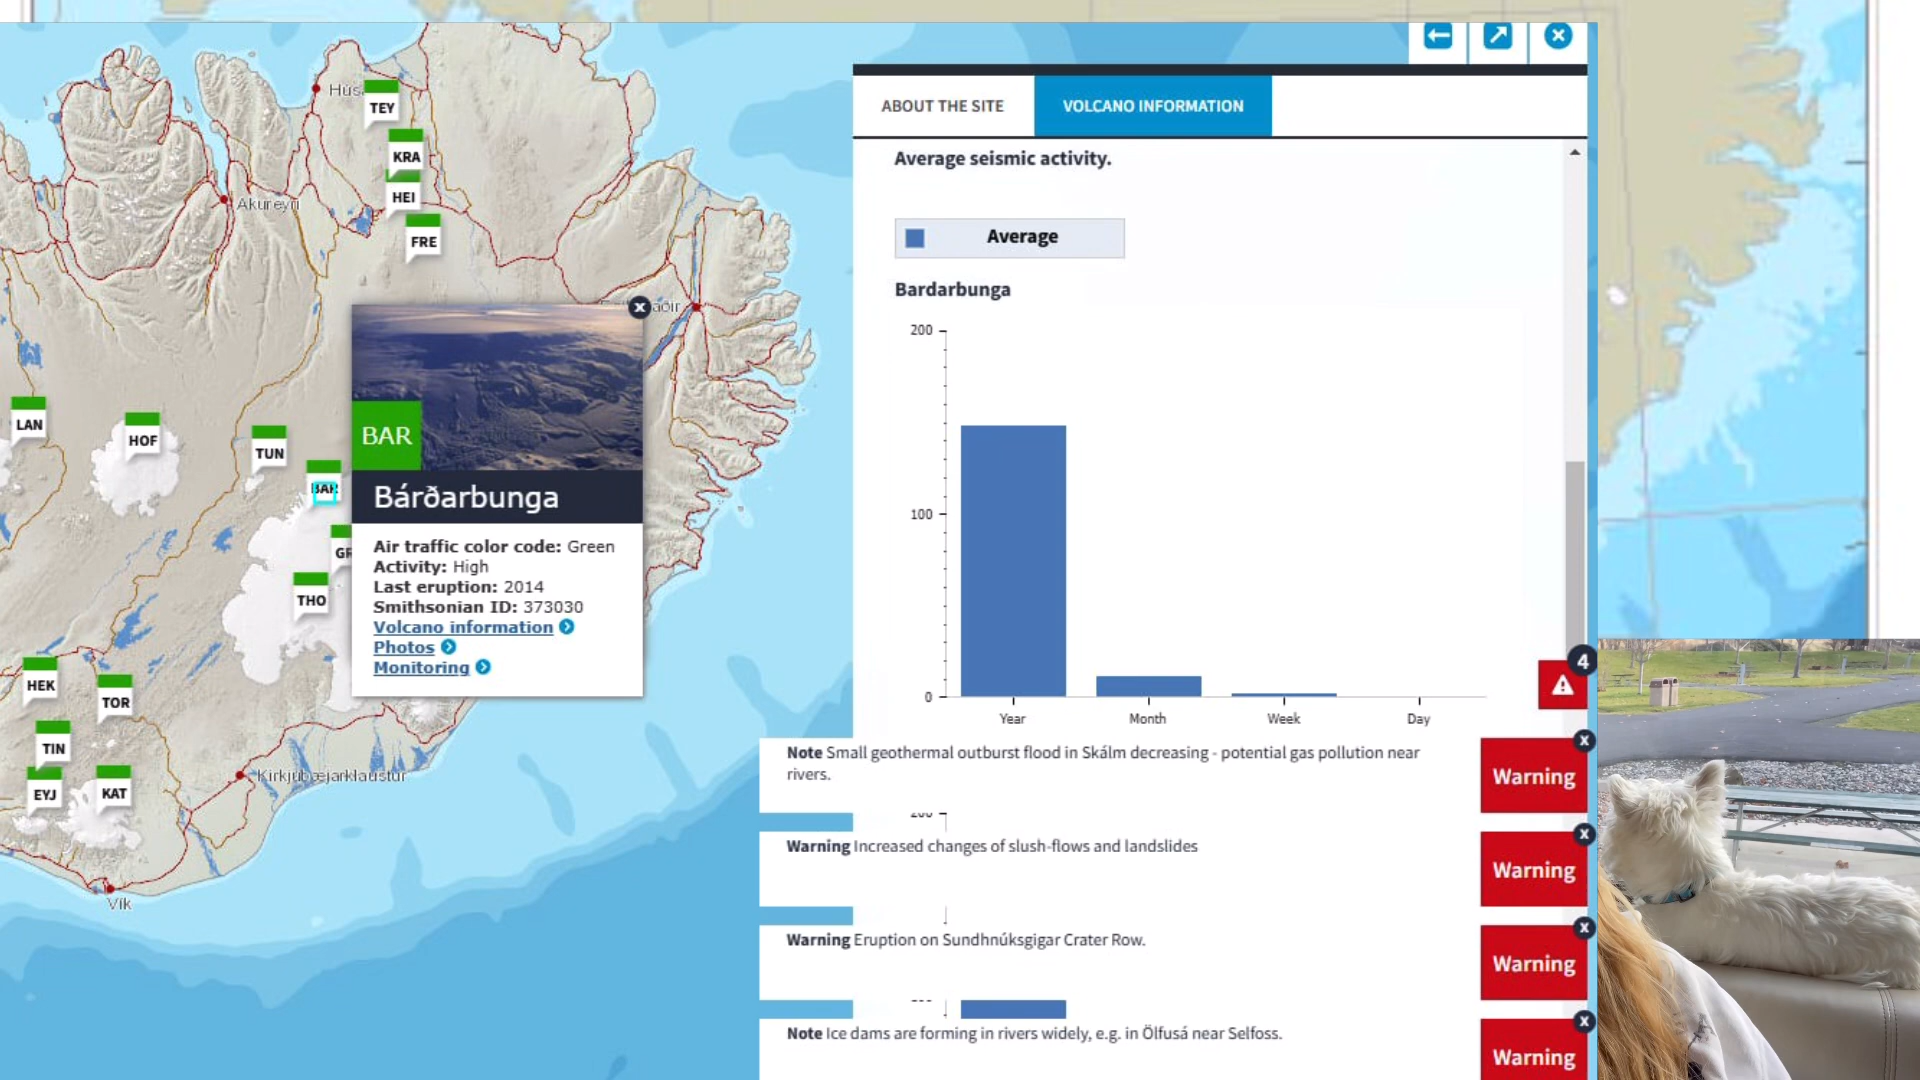 TEY
KRA
HEI
FRE
Akureyri
LAN
HOF
TUN
BAR
THO
HEK
TOR
TIN
EYJ
KAT
Kirkjubæjarklaustur
Vík
BAR
Bárðarbunga
Air traffic color code: Green
Activity: High
Last eruption: 2014
Smithsonian ID: 373030
Volcano information
Photos
Monitoring
ABOUT THE SITE
VOLCANO INFORMATION
Average seismic activity.
Average
Bardarbunga
200
100
0
Year Month Week Day
4
Note Small geothermal outburst flood in Skálm decreasing - potential gas pollution near
rivers.
Warning
Warning Increased changes of slush-flows and landslides
Warning
Warning Eruption on Sundhnúksgigar Crater Row.
Warning
Note Ice dams are forming in rivers widely, e.g. in Ölfusá near Selfoss.
Warning